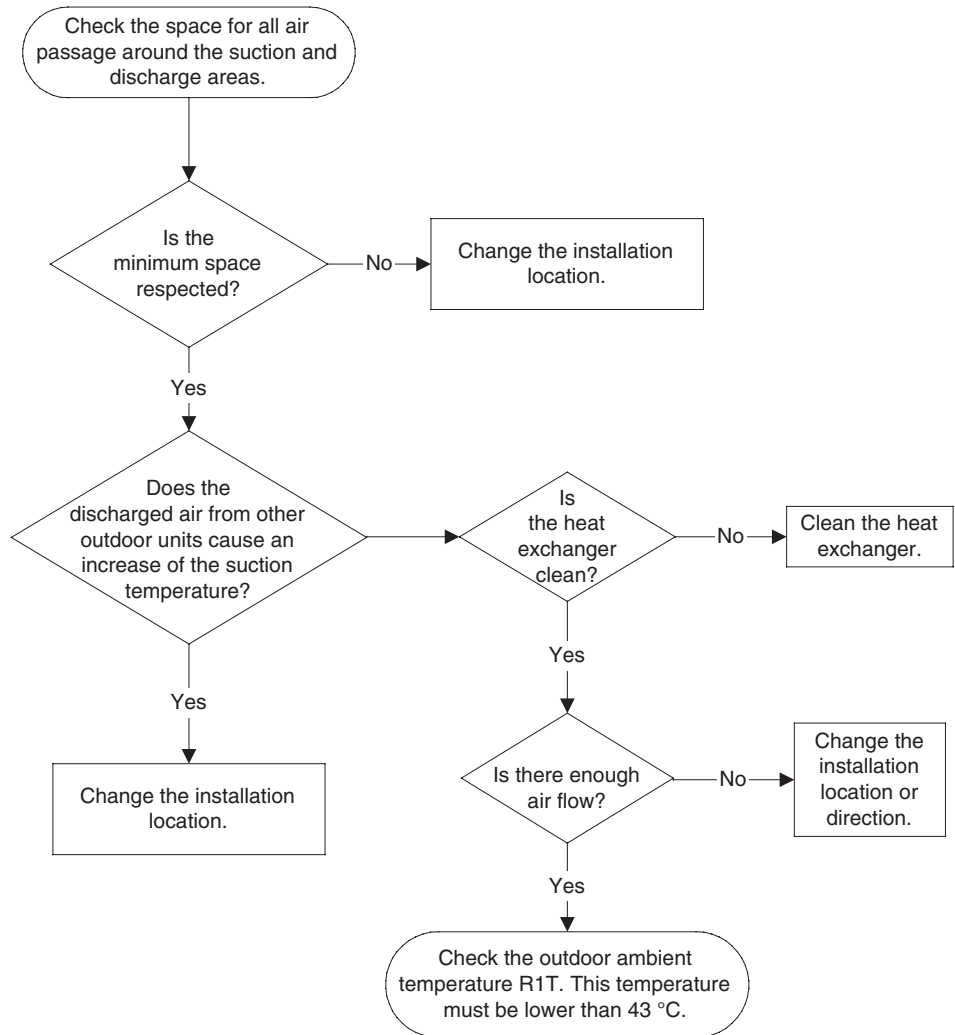 Check the space for all air
passage around the suction and
discharge areas.
Is the
minimum space
respected?
No
Change the installation
location.
Yes
Does the
discharged air from other
outdoor units cause an
increase of the suction
temperature?
Is
the heat
exchanger
clean?
No
Clean the heat
exchanger.
Yes
Change the installation
location.
Yes
Is there enough
air flow?
No
Change the
installation
location or
direction.
Yes
Check the outdoor ambient
temperature R1T. This temperature
must be lower than 43 °C.